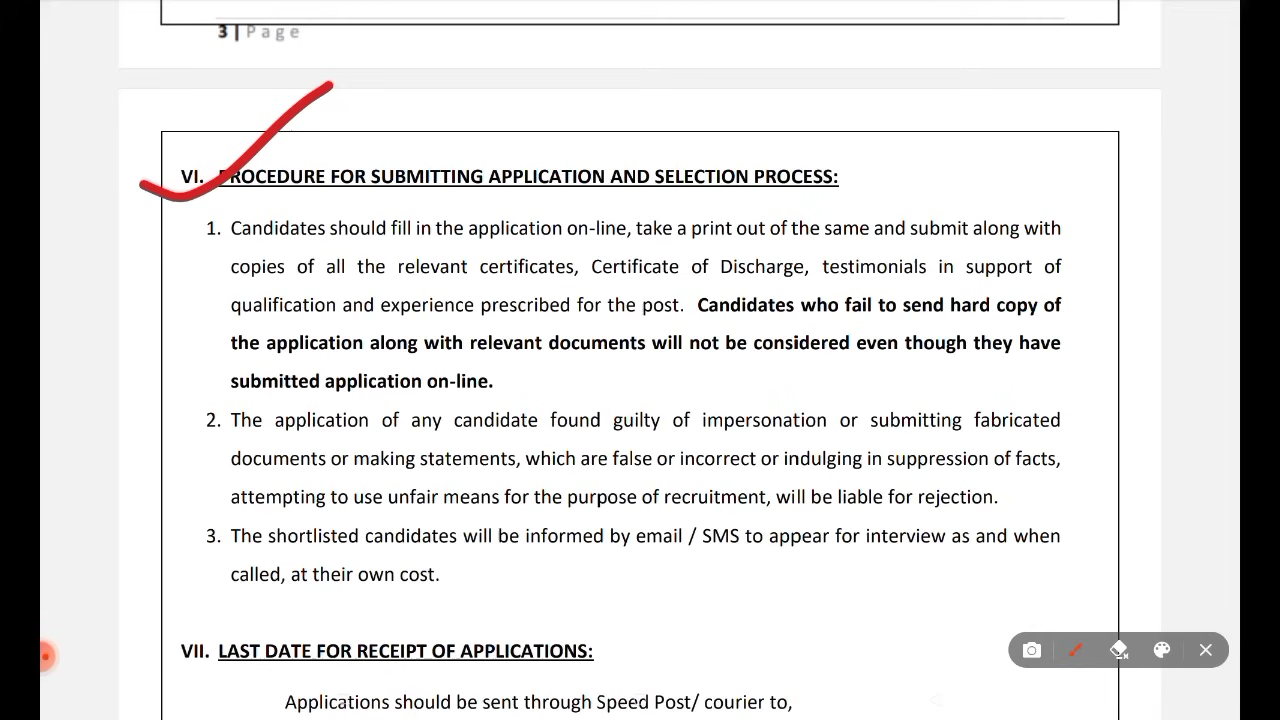 3 | Page
VI. PROCEDURE FOR SUBMITTING APPLICATION AND SELECTION PROCESS:
1. Candidates should fill in the application on-line, take a print out of the same and submit along with
copies of all the relevant certificates, Certificate of Discharge, testimonials in support of
qualification and experience prescribed for the post. Candidates who fail to send hard copy of
the application along with relevant documents will not be considered even though they have
submitted application on-line.
2. The application of any candidate found guilty of impersonation or submitting fabricated
documents or making statements, which are false or incorrect or indulging in suppression of facts,
attempting to use unfair means for the purpose of recruitment, will be liable for rejection.
3. The shortlisted candidates will be informed by email / SMS to appear for interview as and when
called, at their own cost.
VII. LAST DATE FOR RECEIPT OF APPLICATIONS:
Applications should be sent through Speed Post/ courier to,